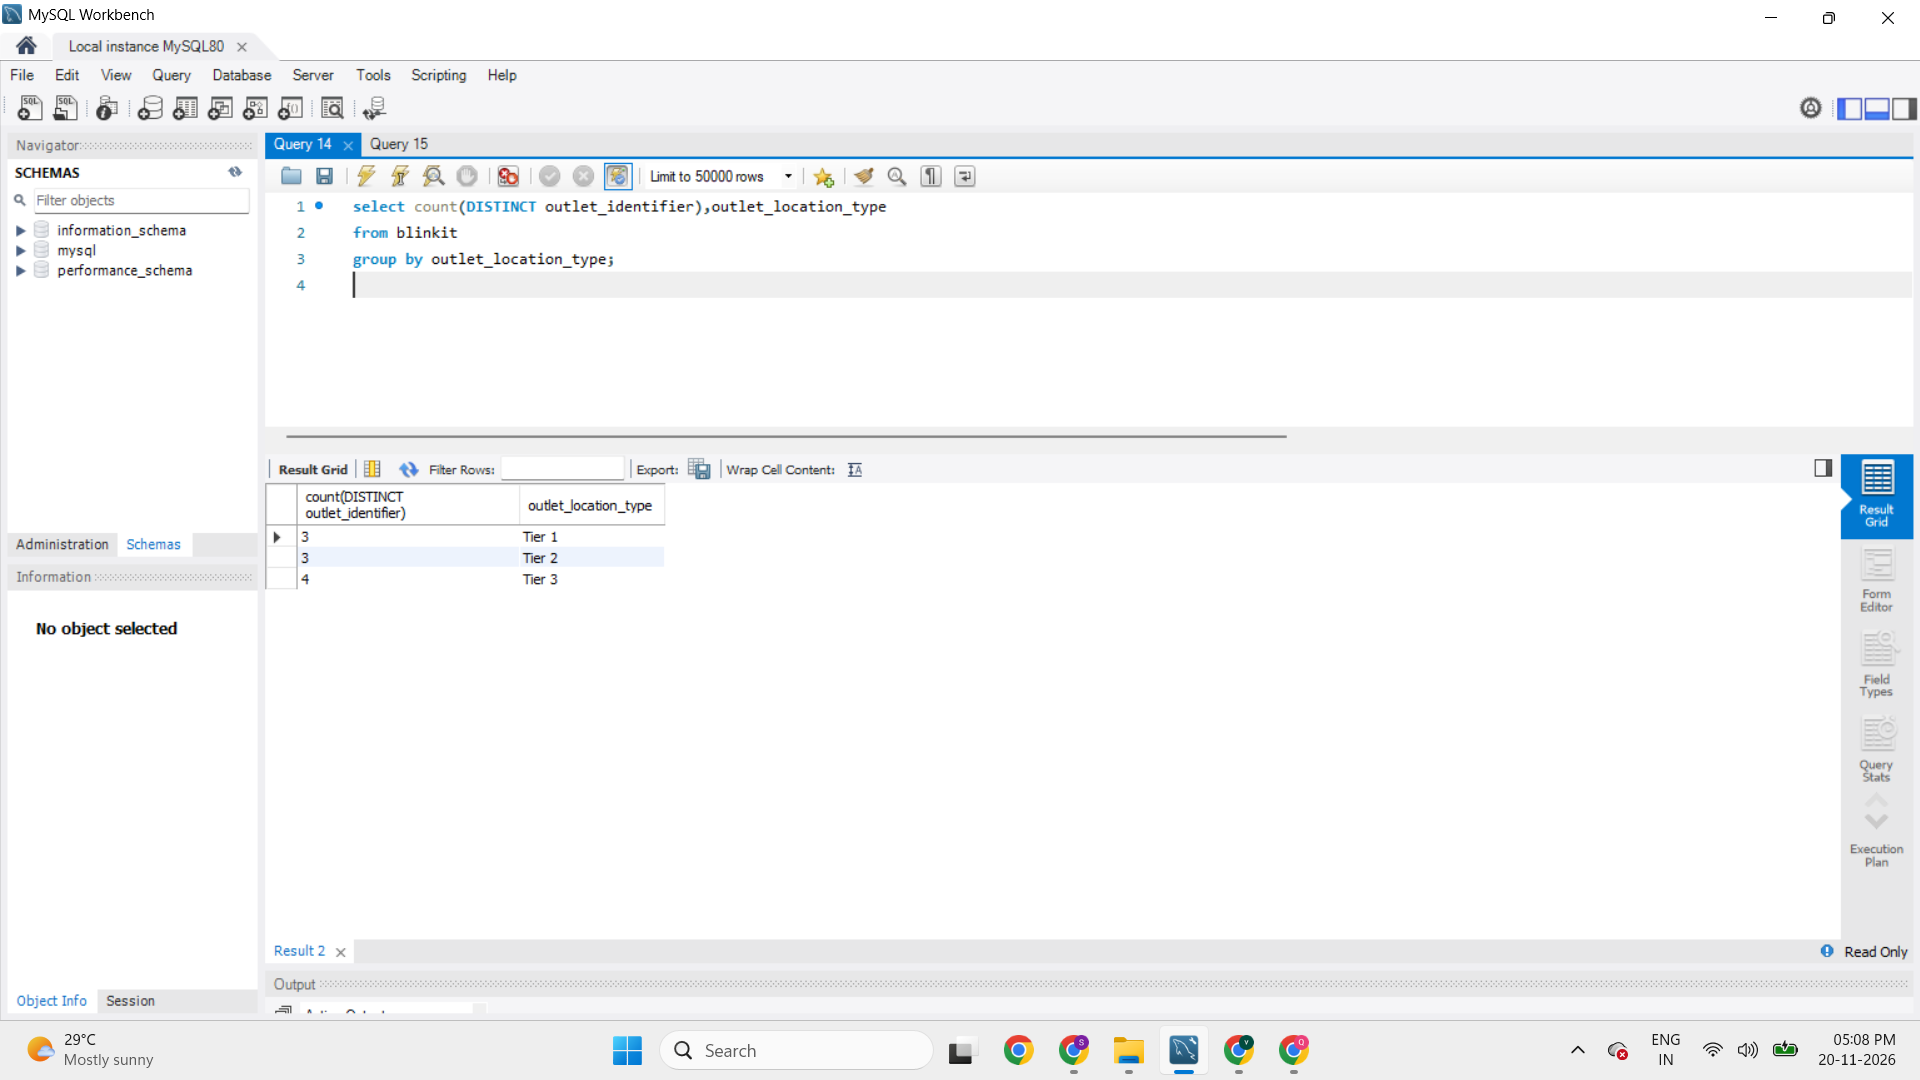 MySQL Workbench
Local instance MySQL80
File Edit View Query Database Server Tools Scripting Help
Navigator
SCHEMAS
Filter objects
information_schema
mysql
performance_schema
Administration Schemas
Information
No object selected
Object Info Session
Query 14 Query 15
Limit to 50000 rows
1 select count(DISTINCT outlet_identifier),outlet_location_type
2 from blinkit
3 group by outlet_location_type;
4
Result Grid Filter Rows: Export: Wrap Cell Content:
count(DISTINCT
outlet_identifier) outlet_location_type
3 Tier 1
3 Tier 2
4 Tier 3
Result
Grid
Form
Editor
Field
Types
Query
Stats
Execution
Plan
Result 2 Read Only
Output
29°C
Mostly sunny
Search
ENG
IN
05:08 PM
20-11-2026